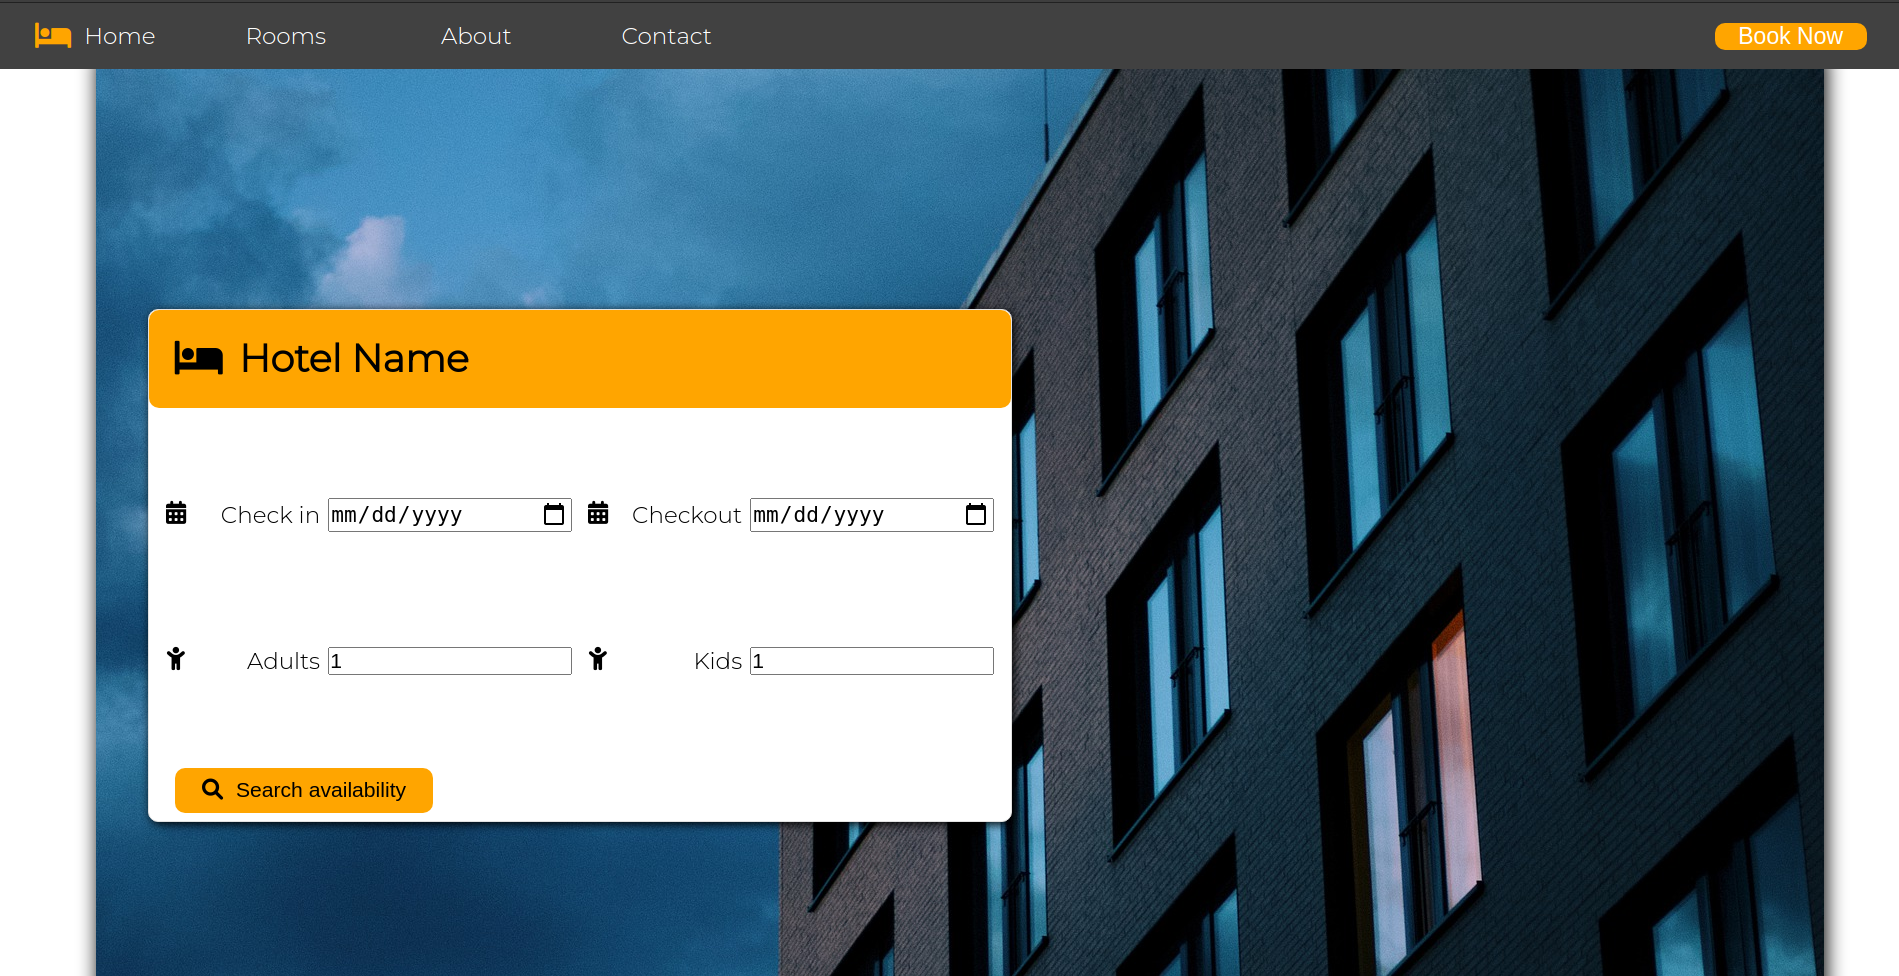 Home Rooms About Contact Book Now
Hotel Name
Check in mm/dd/yyyy Checkout mm/dd/yyyy
Adults 1 Kids 1
Search availability